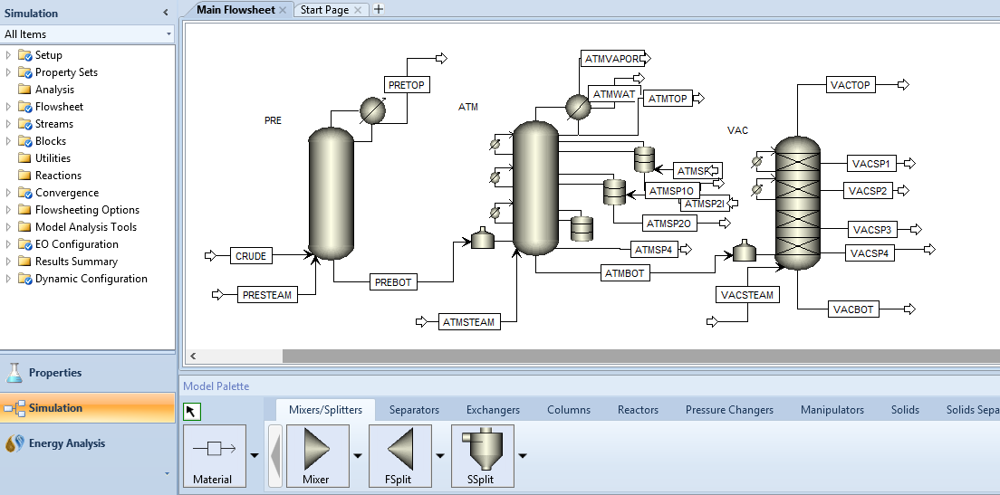 Simulation
All Items
Setup
Property Sets
Analysis
Flowsheet
Streams
Blocks
Utilities
Reactions
Convergence
Flowsheeting Options
Model Analysis Tools
EO Configuration
Results Summary
Dynamic Configuration
Properties
Simulation
Energy Analysis
Main Flowsheet
Start Page
PRE
PRETOP
CRUDE
PRESTEAM
PREBOT
ATM
ATMVAPOR
ATMWAT
ATMTOP
ATMSP1O
ATMSP2I
ATMSP2O
ATMSP4
ATMBOT
ATMSTEAM
VAC
VACTOP
VACSP1
VACSP2
VACSP3
VACSP4
VACSTEAM
VACBOT
Model Palette
Mixers/Splitters
Separators
Exchangers
Columns
Reactors
Pressure Changers
Manipulators
Solids
Solids Sepa
Material
Mixer
FSplit
SSplit